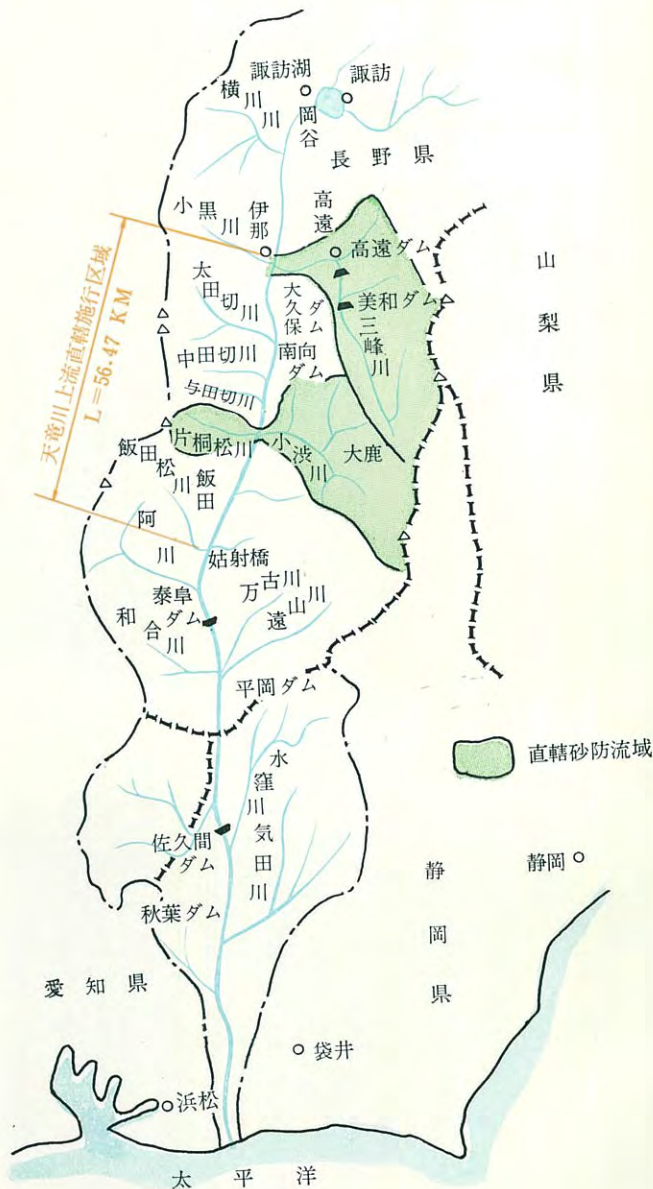 諏訪湖
諏訪
横川川
岡谷
長野県
小黒川
伊那
高遠
高遠ダム
山梨県
天竜川上流直轄施行区域
L=56.47 KM
太田切川
大久保ダム
美和ダム
三峰川
中田切川
南向ダム
与田切川
片桐松川
小渋川
大鹿
飯田松川
飯田
阿川
姑射橋
万古川
遠山川
泰阜ダム
和合川
平岡ダム
直轄砂防流域
水窪川
気田川
佐久間ダム
静岡
秋葉ダム
静岡県
愛知県
袋井
浜松
太平洋